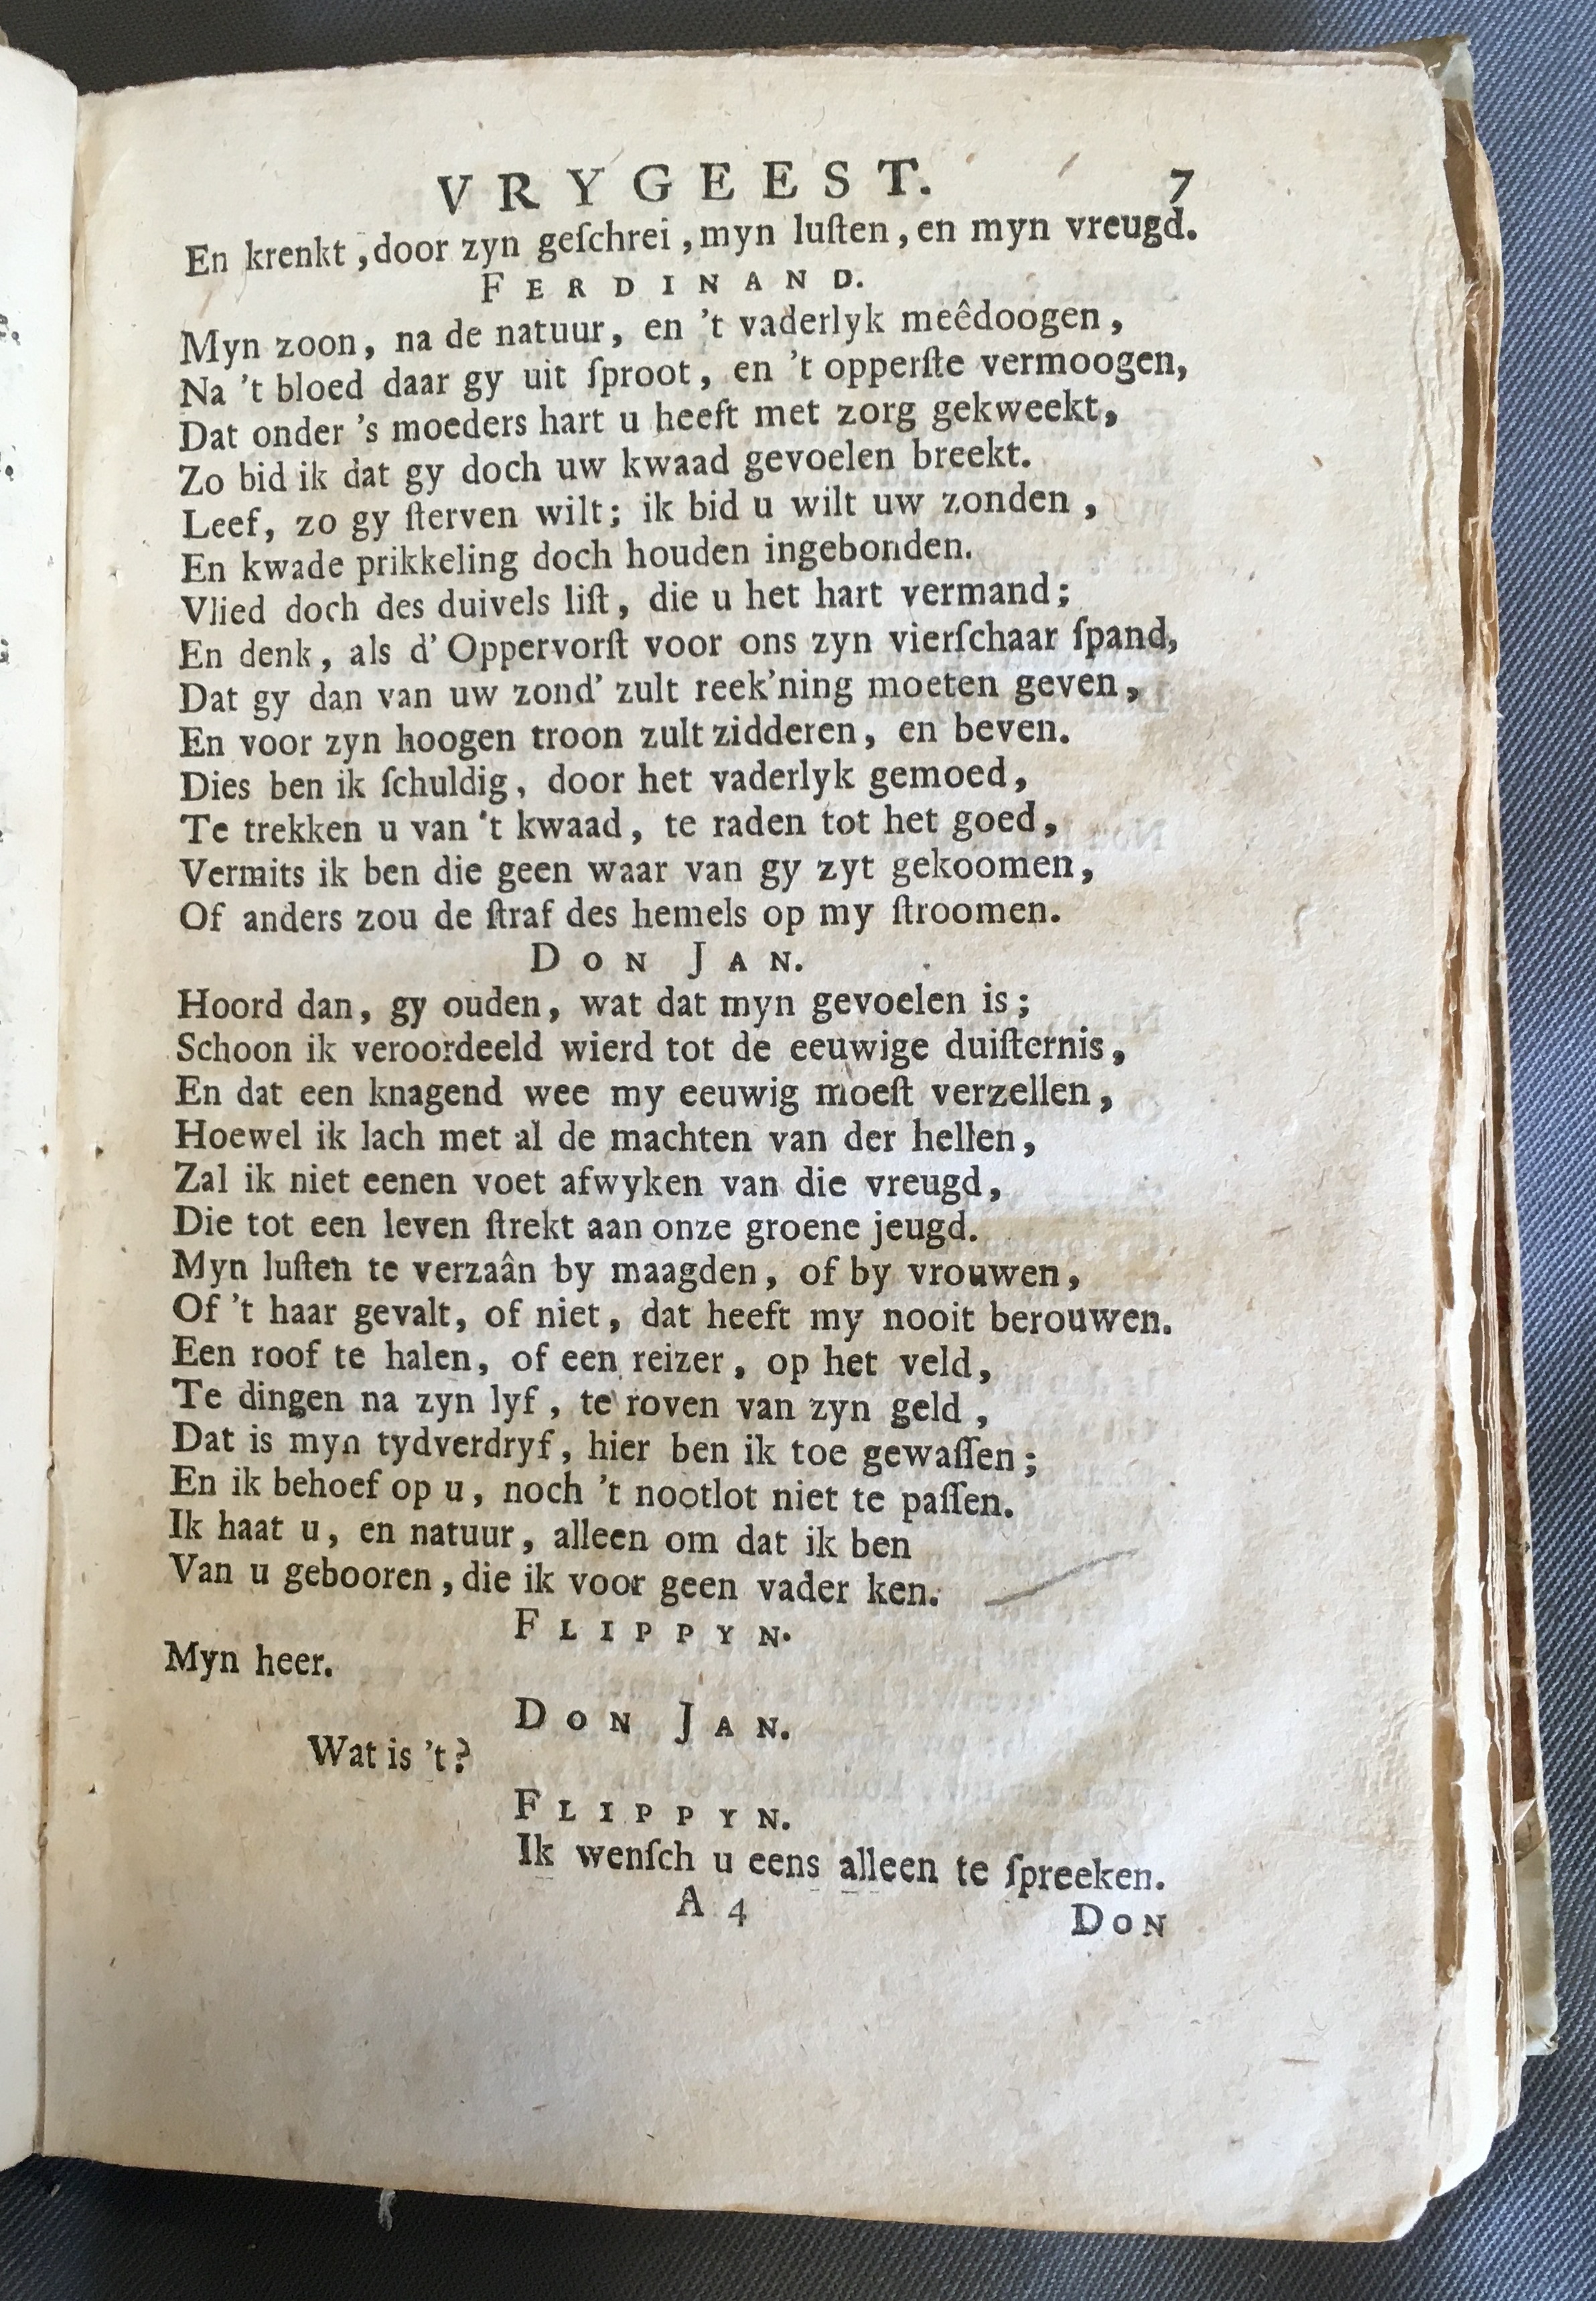 VRYGEEST. 7
En krenkt, door zyn geſchrei, myn luſten, en myn vreugd.
FERDINAND.
Myn zoon, na de natuur, en 't vaderlyk meêdoogen,
Na 't bloed daar gy uit ſproot, en 't opperſte vermoogen,
Dat onder 's moeders hart u heeft met zorg gekweekt,
Zo bid ik dat gy doch uw kwaad gevoelen breekt.
Leef, zo gy ſterven wilt; ik bid u wilt uw zonden,
En kwade prikkeling doch houden ingebonden.
Vlied doch des duivels liſt, die u het hart vermand;
En denk, als d' Oppervorſt voor ons zyn vierſchaar ſpand,
Dat gy dan van uw zond' zult reek'ning moeten geven,
En voor zyn hoogen troon zult zidderen, en beven.
Dies ben ik ſchuldig, door het vaderlyk gemoed,
Te trekken u van 't kwaad, te raden tot het goed,
Vermits ik ben die geen waar van gy zyt gekoomen,
Of anders zou de ſtraf des hemels op my ſtroomen.
DON JAN.
Hoord dan, gy ouden, wat dat myn gevoelen is;
Schoon ik veroordeeld wierd tot de eeuwige duiſternis,
En dat een knagend wee my eeuwig moeſt verzellen,
Hoewel ik lach met al de machten van der hellen,
Zal ik niet eenen voet afwyken van die vreugd,
Die tot een leven ſtrekt aan onze groene jeugd.
Myn luſten te verzaân by maagden, of by vrouwen,
Of 't haar gevalt, of niet, dat heeft my nooit berouwen.
Een roof te halen, of een reizer, op het veld,
Te dingen na zyn lyf, te roven van zyn geld,
Dat is myn tydverdryf, hier ben ik toe gewaſſen;
En ik behoef op u, noch 't nootlot niet te paſſen.
Ik haat u, en natuur, alleen om dat ik ben
Van u gebooren, die ik voor geen vader ken.
FLIPPYN.
Myn heer.
DON JAN.
Wat is 't?
FLIPPYN.
Ik wenſch u eens alleen te ſpreeken.
A 4 DON